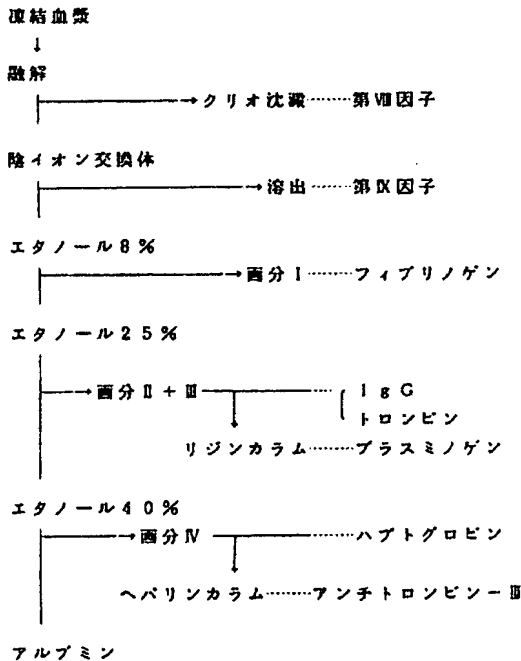 凍結血漿
↓
融解
クリオ沈澱……第Ⅷ因子
陰イオン交換体
溶出……第Ⅸ因子
エタノール8%
画分Ⅰ……フィブリノゲン
エタノール25%
画分Ⅱ+Ⅲ……IgG
トロンビン
リジンカラム……プラスミノゲン
エタノール40%
画分Ⅳ……ハプトグロビン
ヘパリンカラム……アンチトロンビン-Ⅲ
アルブミン